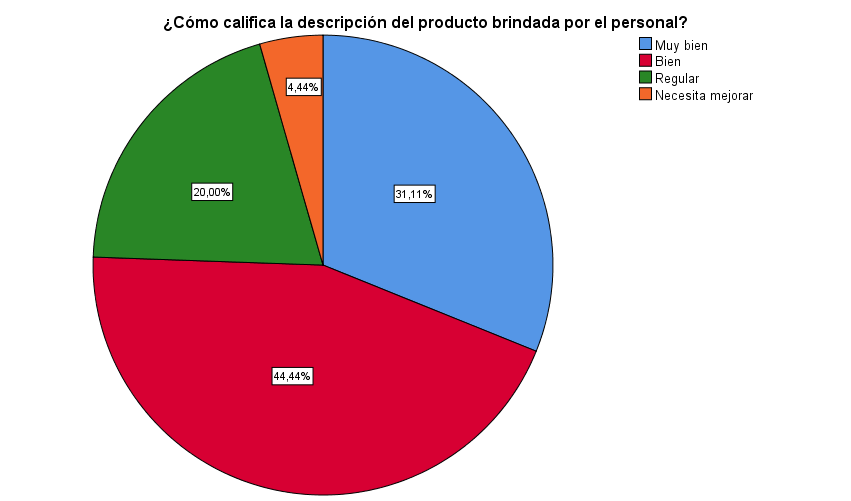 ¿Cómo califica la descripción del producto brindada por el personal?
Muy bien
Bien
Regular
Necesita mejorar
4,44%
31,11%
20,00%
44,44%